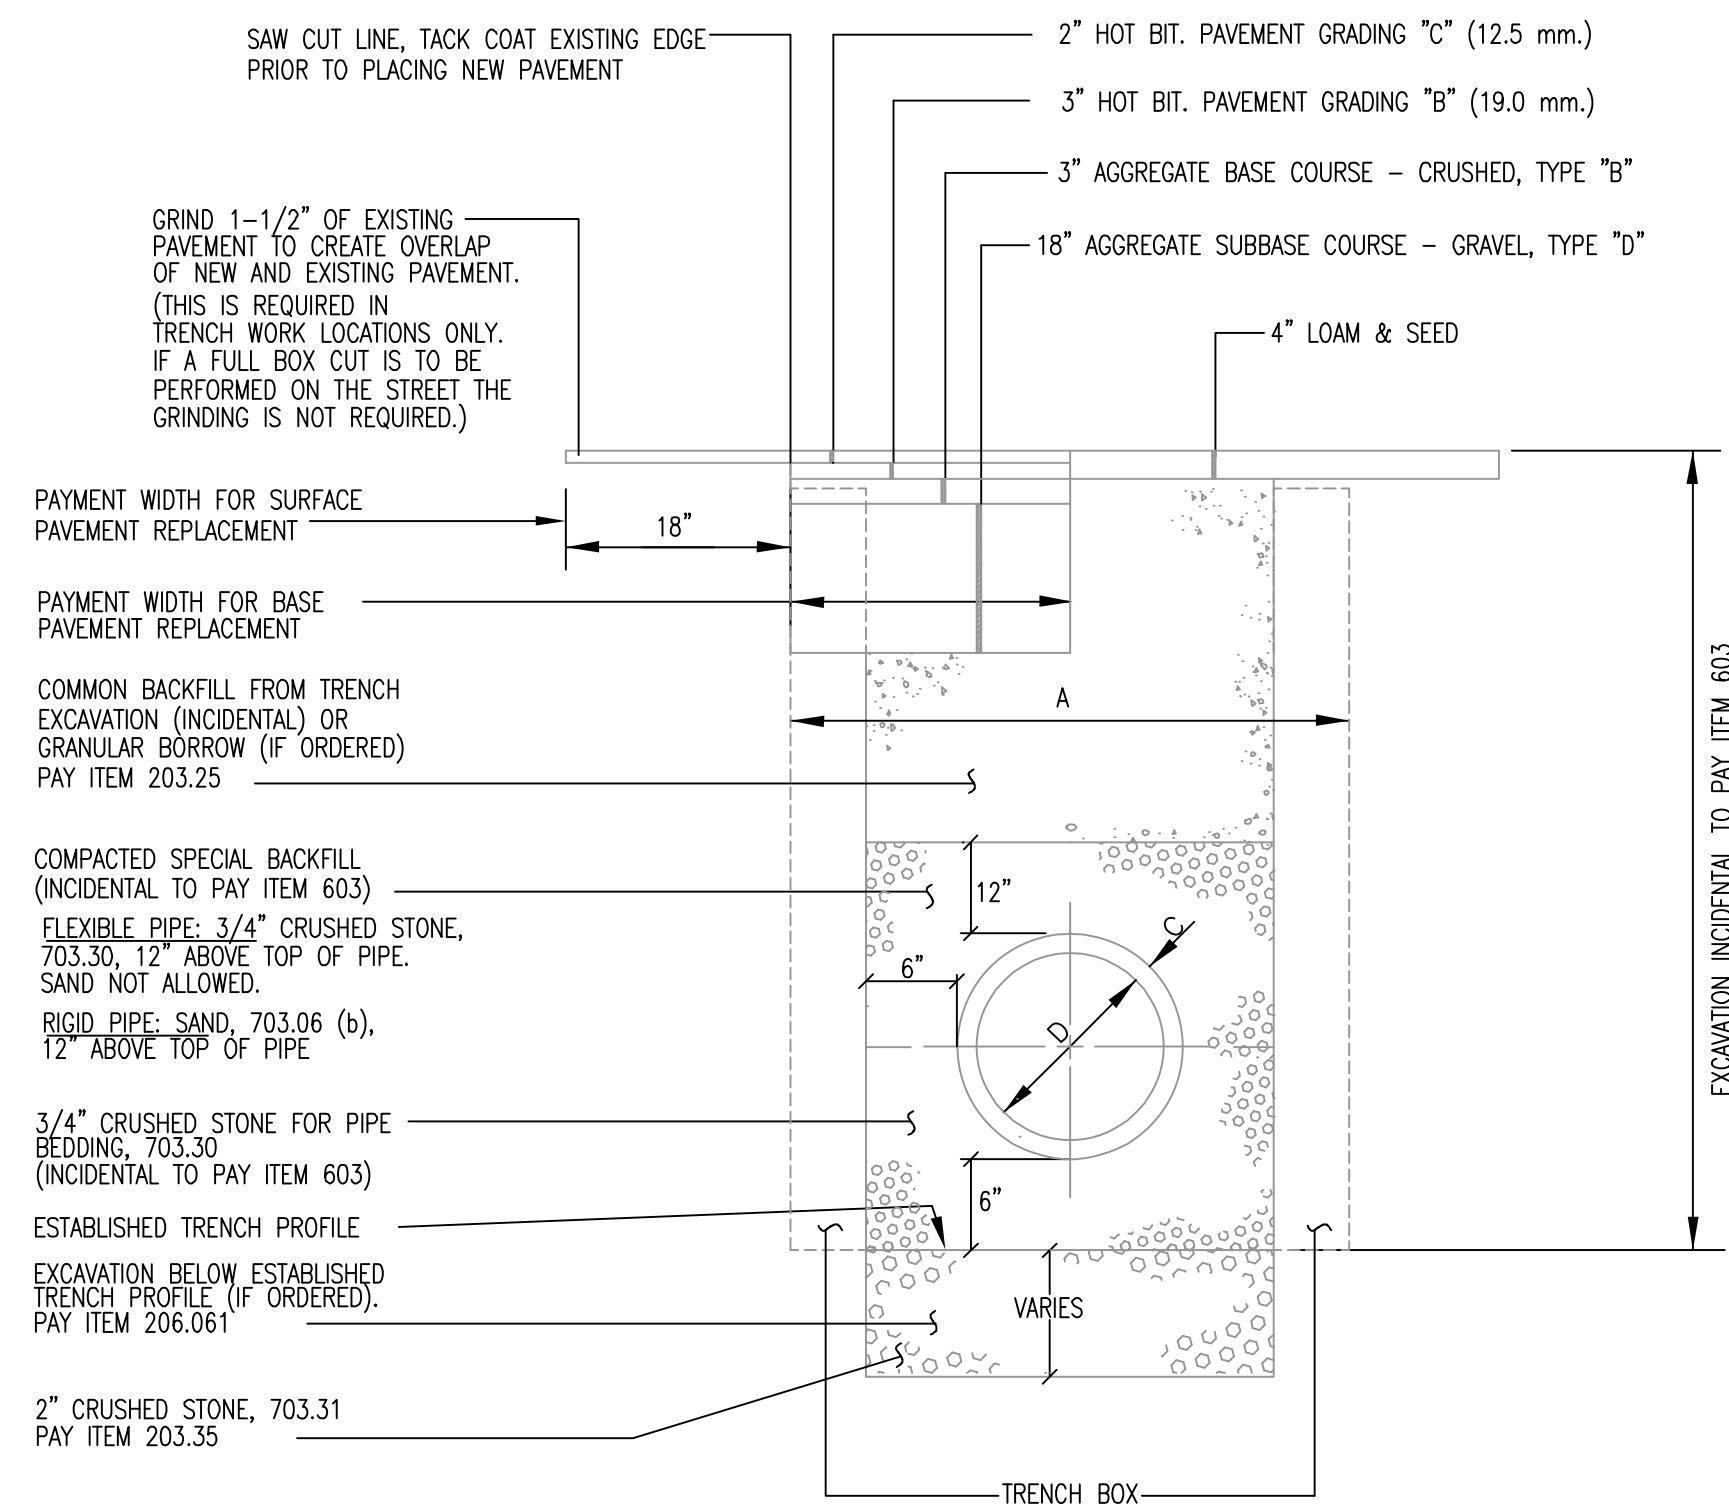 SAW CUT LINE, TACK COAT EXISTING EDGE
PRIOR TO PLACING NEW PAVEMENT
2" HOT BIT. PAVEMENT GRADING "C" (12.5 mm.)
3" HOT BIT. PAVEMENT GRADING "B" (19.0 mm.)
3" AGGREGATE BASE COURSE – CRUSHED, TYPE "B"
18" AGGREGATE SUBBASE COURSE – GRAVEL, TYPE "D"
4" LOAM & SEED
GRIND 1-1/2" OF EXISTING
PAVEMENT TO CREATE OVERLAP
OF NEW AND EXISTING PAVEMENT.
(THIS IS REQUIRED IN
TRENCH WORK LOCATIONS ONLY.
IF A FULL BOX CUT IS TO BE
PERFORMED ON THE STREET THE
GRINDING IS NOT REQUIRED.)
PAYMENT WIDTH FOR SURFACE
PAVEMENT REPLACEMENT
18"
PAYMENT WIDTH FOR BASE
PAVEMENT REPLACEMENT
COMMON BACKFILL FROM TRENCH
EXCAVATION (INCIDENTAL) OR
GRANULAR BORROW (IF ORDERED)
PAY ITEM 203.25
A
EXCAVATION INCIDENTAL TO PAY ITEM 603
COMPACTED SPECIAL BACKFILL
(INCIDENTAL TO PAY ITEM 603)
FLEXIBLE PIPE: 3/4" CRUSHED STONE,
703.30, 12" ABOVE TOP OF PIPE.
SAND NOT ALLOWED.
RIGID PIPE: SAND, 703.06 (b),
12" ABOVE TOP OF PIPE
12"
6"
C
D
3/4" CRUSHED STONE FOR PIPE
BEDDING, 703.30
(INCIDENTAL TO PAY ITEM 603)
6"
ESTABLISHED TRENCH PROFILE
EXCAVATION BELOW ESTABLISHED
TRENCH PROFILE (IF ORDERED).
PAY ITEM 206.061
VARIES
2" CRUSHED STONE, 703.31
PAY ITEM 203.35
TRENCH BOX